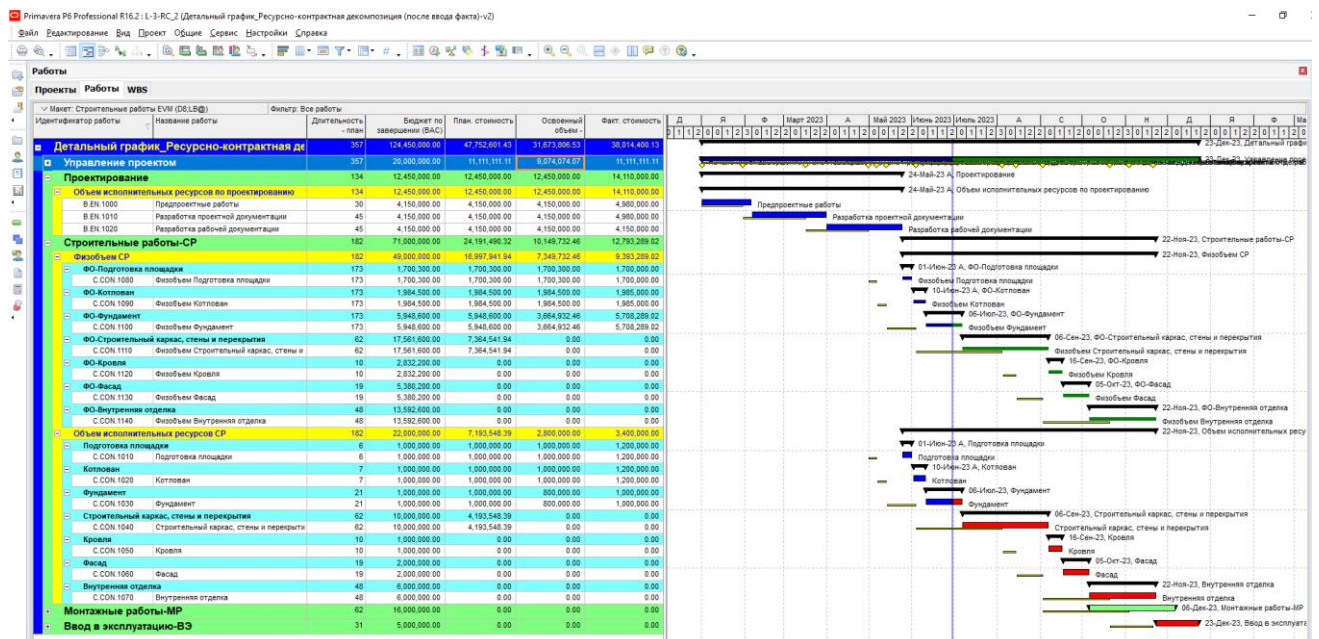 Primavera P6 Professional R16.2 : L-3-RC_2 (Детальный график_Ресурсно-контрактная декомпозиция (после ввода факта)-v2)
Файл Редактирование Вид Проект Общие Сервис Настройки Справка
Работы
Проекты Работы WBS
Макет: Строительные работы EVM (D8;LB@) Фильтр: Все работы
Идентификатор работы Название работы Длительность - план Бюджет по завершении (BAC) План. стоимость Освоенный объем - Факт. стоимость
Д Я Ф Март 2023 А Май 2023 Июнь 2023 Июль 2023 А С О Н Д Я Ф Ма
Детальный график_Ресурсно-контрактная де 357 124,450,000.00 47,752,601.43 31,673,806.53 38,014,400.13 23-Дек-23, Детальный графи
Управление проектом 357 20,000,000.00 11,111,111.11 9,074,074.07 11,111,111.11
Проектирование 134 12,450,000.00 12,450,000.00 12,450,000.00 14,110,000.00 24-Май-23 А, Проектирование
Объем исполнительных ресурсов по проектированию 134 12,450,000.00 12,450,000.00 12,450,000.00 14,110,000.00 24-Май-23 А, Объем исполнительных ресурсов по проектированию
B.EN.1000 Предпроектные работы 30 4,150,000.00 4,150,000.00 4,150,000.00 4,980,000.00 Предпроектные работы
B.EN.1010 Разработка проектной документации 45 4,150,000.00 4,150,000.00 4,150,000.00 4,980,000.00 Разработка проектной документации
B.EN.1020 Разработка рабочей документации 45 4,150,000.00 4,150,000.00 4,150,000.00 4,150,000.00 Разработка рабочей документации
Строительные работы-СР 182 71,000,000.00 24,191,490.32 10,149,732.46 12,793,289.02 22-Ноя-23, Строительные работы-СР
Физобъем СР 182 49,000,000.00 16,997,941.94 7,349,732.46 9,393,289.02 22-Ноя-23, Физобъем СР
ФО-Подготовка площадки 173 1,700,300.00 1,700,300.00 1,700,300.00 1,700,000.00 01-Июн-23 А, ФО-Подготовка площадки
C.CON.1080 Физобъем Подготовка площадки 173 1,700,300.00 1,700,300.00 1,700,300.00 1,700,000.00 Физобъем Подготовка площадки
ФО-Котлован 173 1,984,500.00 1,984,500.00 1,984,500.00 1,985,000.00 10-Июн-23 А, ФО-Котлован
C.CON.1090 Физобъем Котлован 173 1,984,500.00 1,984,500.00 1,984,500.00 1,985,000.00 Физобъем Котлован
ФО-Фундамент 173 5,948,600.00 5,948,600.00 3,664,932.46 5,708,289.02 06-Июл-23, ФО-Фундамент
C.CON.1100 Физобъем Фундамент 173 5,948,600.00 5,948,600.00 3,664,932.46 5,708,289.02 Физобъем Фундамент
ФО-Строительный каркас, стены и перекрытия 62 17,561,600.00 7,364,541.94 0.00 0.00 06-Сен-23, ФО-Строительный каркас, стены и перекрытия
C.CON.1110 Физобъем Строительный каркас, стены и 62 17,561,600.00 7,364,541.94 0.00 0.00 Физобъем Строительный каркас, стены и перекрытия
ФО-Кровля 10 2,832,200.00 0.00 0.00 0.00 16-Сен-23, ФО-Кровля
C.CON.1120 Физобъем Кровля 10 2,832,200.00 0.00 0.00 0.00 Физобъем Кровля
ФО-Фасад 19 5,380,200.00 0.00 0.00 0.00 05-Окт-23, ФО-Фасад
C.CON.1130 Физобъем Фасад 19 5,380,200.00 0.00 0.00 0.00 Физобъем Фасад
ФО-Внутренняя отделка 48 13,592,600.00 0.00 0.00 0.00 22-Ноя-23, ФО-Внутренняя отделка
C.CON.1140 Физобъем Внутренняя отделка 48 13,592,600.00 0.00 0.00 0.00 Физобъем Внутренняя отделка
Объем исполнительных ресурсов СР 182 22,000,000.00 7,193,548.39 2,800,000.00 3,400,000.00 22-Ноя-23, Объем исполнительных ресу
Подготовка площадки 6 1,000,000.00 1,000,000.00 1,000,000.00 1,200,000.00 01-Июн-23 А, Подготовка площадки
C.CON.1010 Подготовка площадки 6 1,000,000.00 1,000,000.00 1,000,000.00 1,200,000.00 Подготовка площадки
Котлован 7 1,000,000.00 1,000,000.00 1,000,000.00 1,200,000.00 10-Июн-23 А, Котлован
C.CON.1020 Котлован 7 1,000,000.00 1,000,000.00 1,000,000.00 1,200,000.00 Котлован
Фундамент 21 1,000,000.00 1,000,000.00 800,000.00 1,000,000.00 06-Июл-23, Фундамент
C.CON.1030 Фундамент 21 1,000,000.00 1,000,000.00 800,000.00 1,000,000.00 Фундамент
Строительный каркас, стены и перекрытия 62 10,000,000.00 4,193,548.39 0.00 0.00 06-Сен-23, Строительный каркас, стены и перекрытия
C.CON.1040 Строительный каркас, стены и перекрыти 62 10,000,000.00 4,193,548.39 0.00 0.00 Строительный каркас, стены и перекрытия
Кровля 10 1,000,000.00 0.00 0.00 0.00 16-Сен-23, Кровля
C.CON.1050 Кровля 10 1,000,000.00 0.00 0.00 0.00 Кровля
Фасад 19 2,000,000.00 0.00 0.00 0.00 05-Окт-23, Фасад
C.CON.1060 Фасад 19 2,000,000.00 0.00 0.00 0.00 Фасад
Внутренняя отделка 48 6,000,000.00 0.00 0.00 0.00 22-Ноя-23, Внутренняя отделка
C.CON.1070 Внутренняя отделка 48 6,000,000.00 0.00 0.00 0.00 Внутренняя отделка
Монтажные работы-МР 62 16,000,000.00 0.00 0.00 0.00 06-Дек-23, Монтажные работы-МР
Ввод в эксплуатацию-ВЭ 31 5,000,000.00 0.00 0.00 0.00 23-Дек-23, Ввод в эксплуата